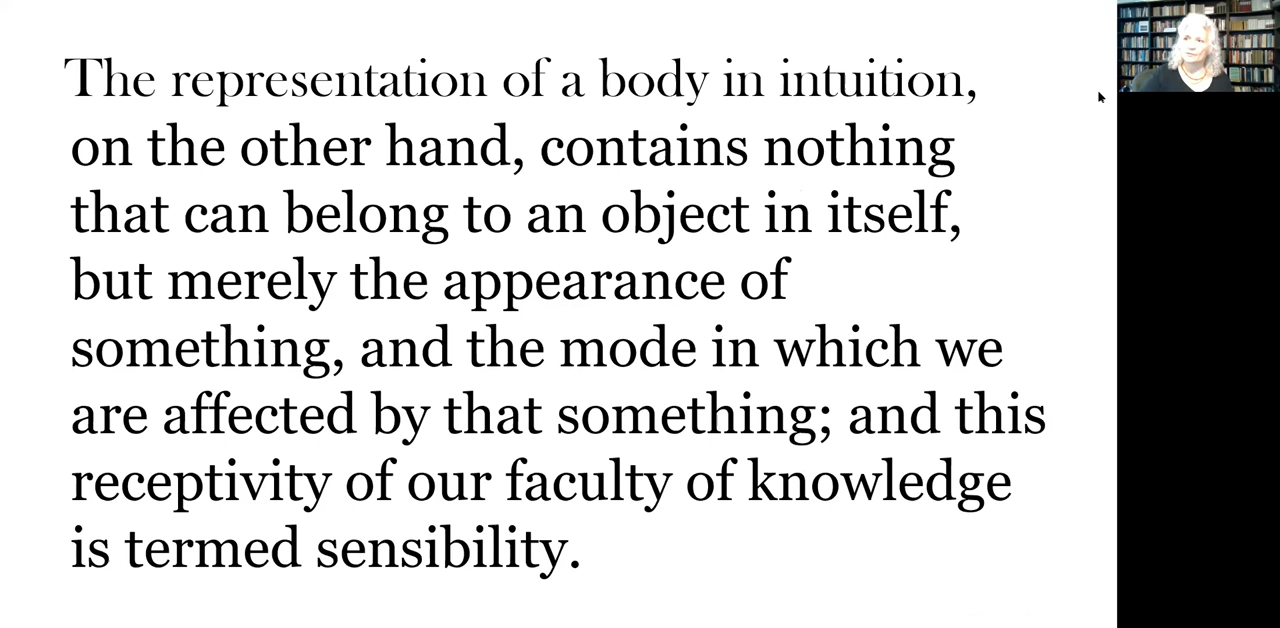 The representation of a body in intuition,
on the other hand, contains nothing
that can belong to an object in itself,
but merely the appearance of
something, and the mode in which we
are affected by that something; and this
receptivity of our faculty of knowledge
is termed sensibility.